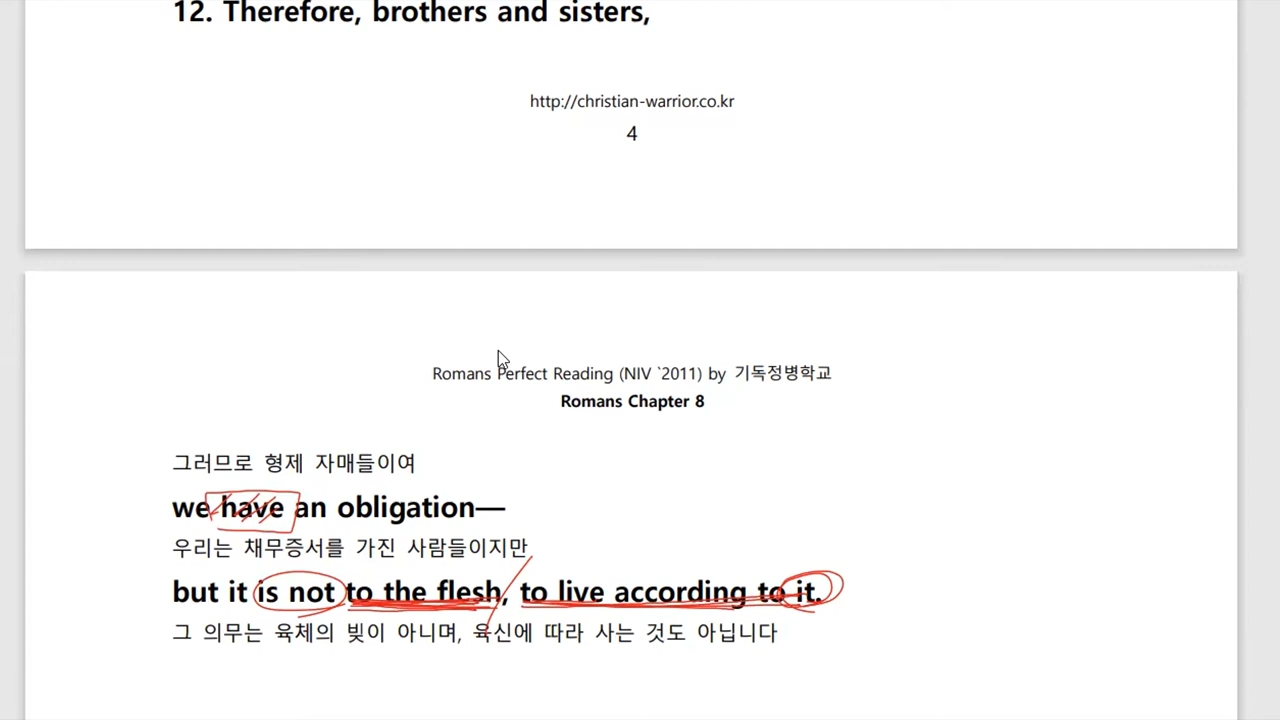 12. Therefore, brothers and sisters,
http://christian-warrior.co.kr
4
Romans Perfect Reading (NIV `2011) by 기독정병학교
Romans Chapter 8
그러므로 형제 자매들이여
we have an obligation—
우리는 채무증서를 가진 사람들이지만
but it is not to the flesh, to live according to it.
그 의무는 육체의 빚이 아니며, 육신에 따라 사는 것도 아닙니다